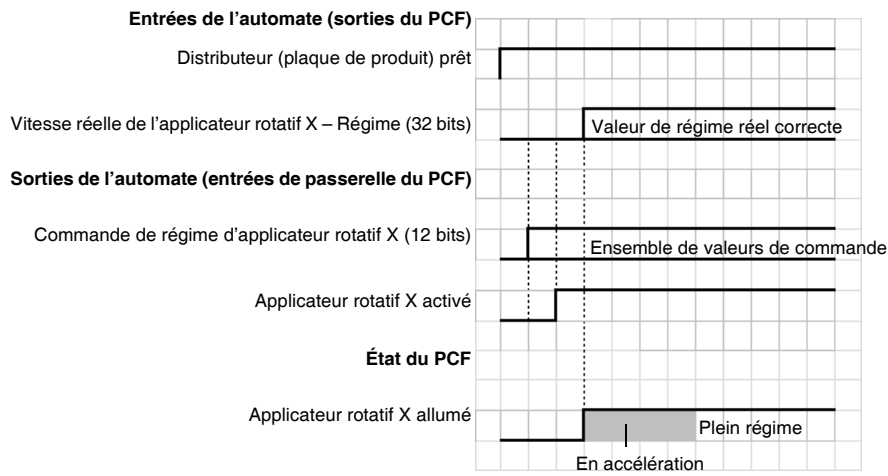 Entrées de l'automate (sorties du PCF)
Distributeur (plaque de produit) prêt
Vitesse réelle de l'applicateur rotatif X – Régime (32 bits)
Valeur de régime réel correcte
Sorties de l'automate (entrées de passerelle du PCF)
Commande de régime d'applicateur rotatif X (12 bits)
Ensemble de valeurs de commande
Applicateur rotatif X activé
État du PCF
Applicateur rotatif X allumé
Plein régime
En accélération